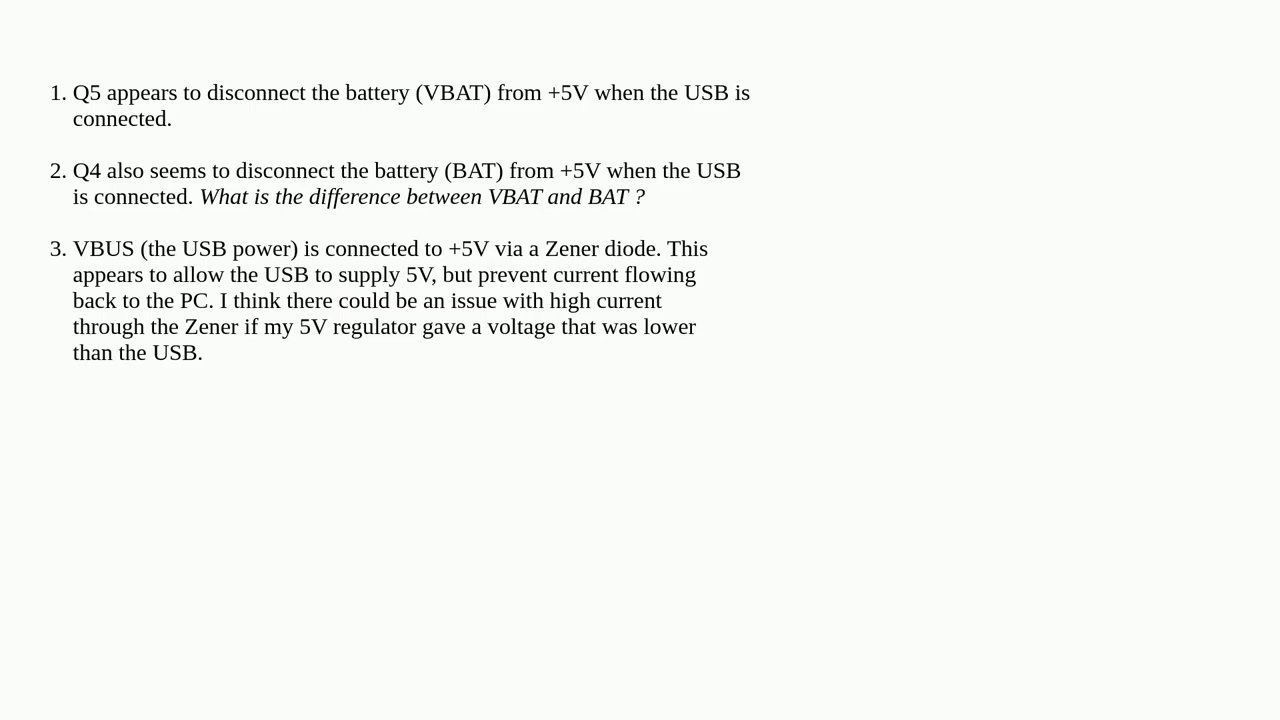 1. Q5 appears to disconnect the battery (VBAT) from +5V when the USB is
connected.
2. Q4 also seems to disconnect the battery (BAT) from +5V when the USB
is connected. What is the difference between VBAT and BAT ?
3. VBUS (the USB power) is connected to +5V via a Zener diode. This
appears to allow the USB to supply 5V, but prevent current flowing
back to the PC. I think there could be an issue with high current
through the Zener if my 5V regulator gave a voltage that was lower
than the USB.